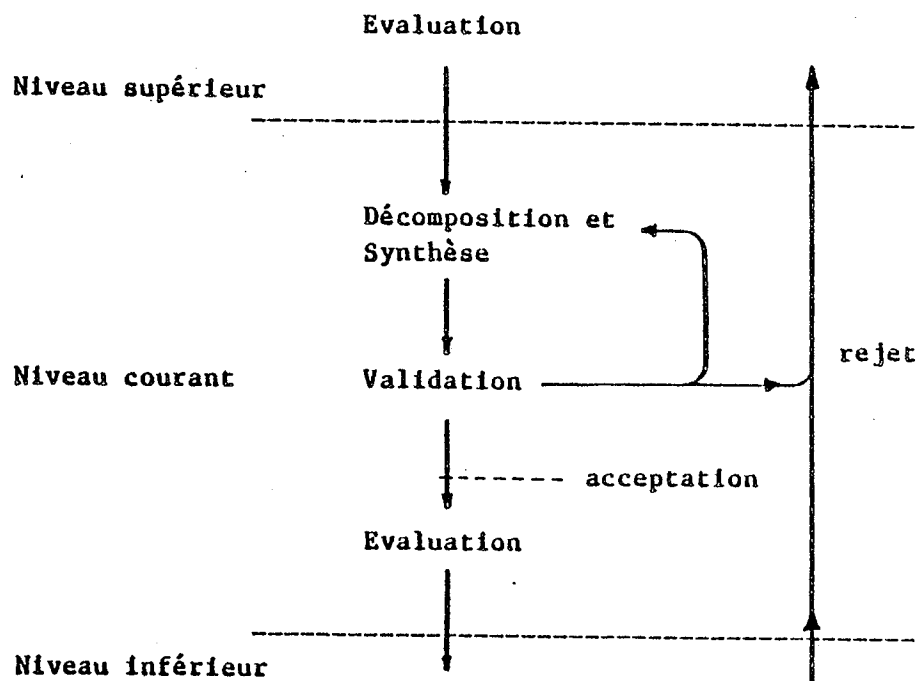 Evaluation
Niveau supérieur
Décomposition et
Synthèse
rejet
Niveau courant
Validation
acceptation
Evaluation
Niveau inférieur